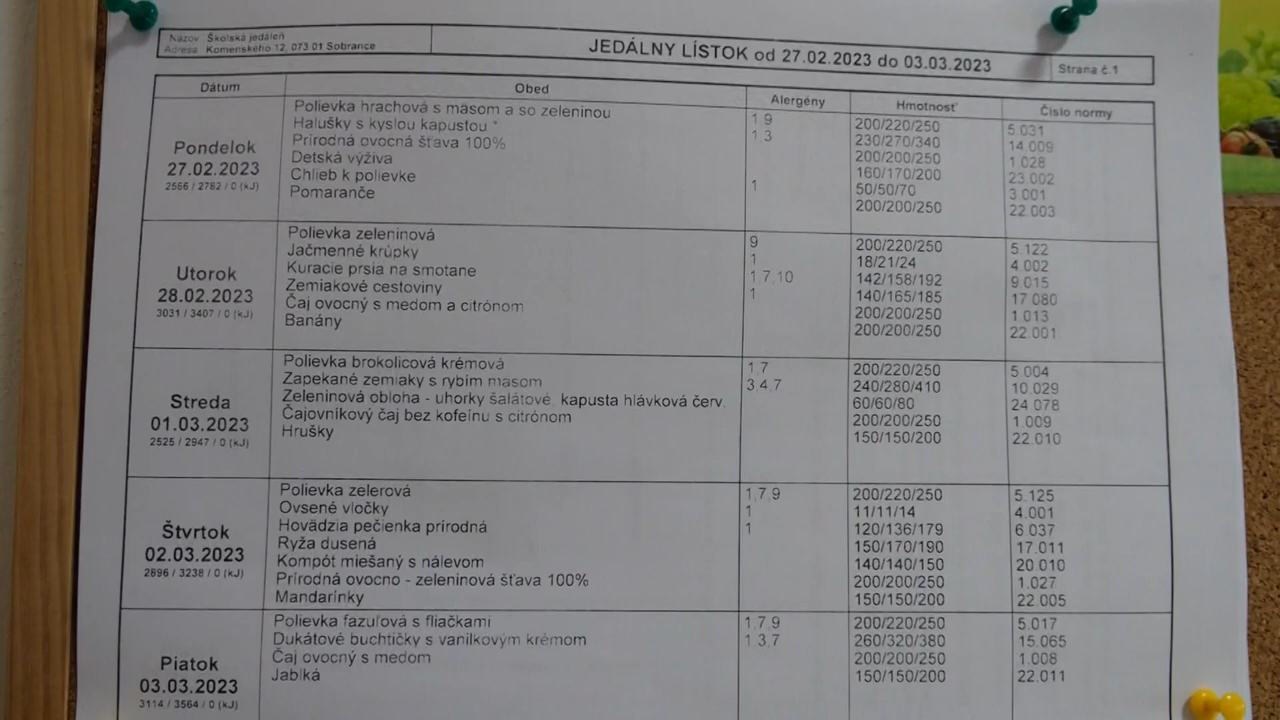 Názov Školská jedáleň
Adresa Komenského 12, 073 01 Sobrance
JEDÁLNY LÍSTOK od 27.02.2023 do 03.03.2023
Strana č.1
Dátum Obed Alergény Hmotnosť Číslo normy
Pondelok
27.02.2023
2566 / 2782 / 0 (kJ)
Polievka hrachová s mäsom a so zeleninou 1,9 200/220/250 5.031
Halušky s kyslou kapustou * 1,3 230/270/340 14.009
Prírodná ovocná šťava 100% 200/200/250 1.028
Detská výživa 160/170/200 23.002
Chlieb k polievke 1 50/50/70 3.001
Pomaranče 200/200/250 22.003
Utorok
28.02.2023
3031 / 3407 / 0 (kJ)
Polievka zeleninová 9 200/220/250 5.122
Jačmenné krúpky 1 18/21/24 4.002
Kuracie prsia na smotane 1,7,10 142/158/192 9.015
Zemiakové cestoviny 1 140/165/185 17.080
Čaj ovocný s medom a citrónom 200/200/250 1.013
Banány 200/200/250 22.001
Streda
01.03.2023
2525 / 2947 / 0 (kJ)
Polievka brokolicová krémová 1,7 200/220/250 5.004
Zapekané zemiaky s rybím mäsom 3,4,7 240/280/410 10.029
Zeleninová obloha - uhorky šalátové, kapusta hlávková červ. 60/60/80 24.078
Čajovníkový čaj bez kofeínu s citrónom 200/200/250 1.009
Hrušky 150/150/200 22.010
Štvrtok
02.03.2023
2896 / 3238 / 0 (kJ)
Polievka zelerová 1,7,9 200/220/250 5.125
Ovsené vločky 1 11/11/14 4.001
Hovädzia pečienka prírodná 1 120/136/179 6.037
Ryža dusená 150/170/190 17.011
Kompót miešaný s nálevom 140/140/150 20.010
Prírodná ovocno - zeleninová šťava 100% 200/200/250 1.027
Mandarínky 150/150/200 22.005
Piatok
03.03.2023
3114 / 3564 / 0 (kJ)
Polievka fazuľová s fliačkami 1,7,9 200/220/250 5.017
Dukátové buchtičky s vanilkovým krémom 1,3,7 260/320/380 15.065
Čaj ovocný s medom 200/200/250 1.008
Jablká 150/150/200 22.011